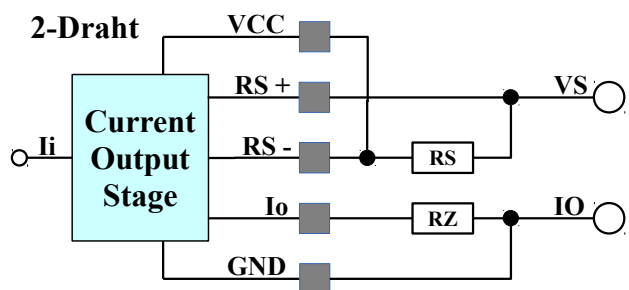 2-Draht
VCC
RS +
VS
Current
Output
Stage
Ii
RS -
RS
Io
RZ
IO
GND